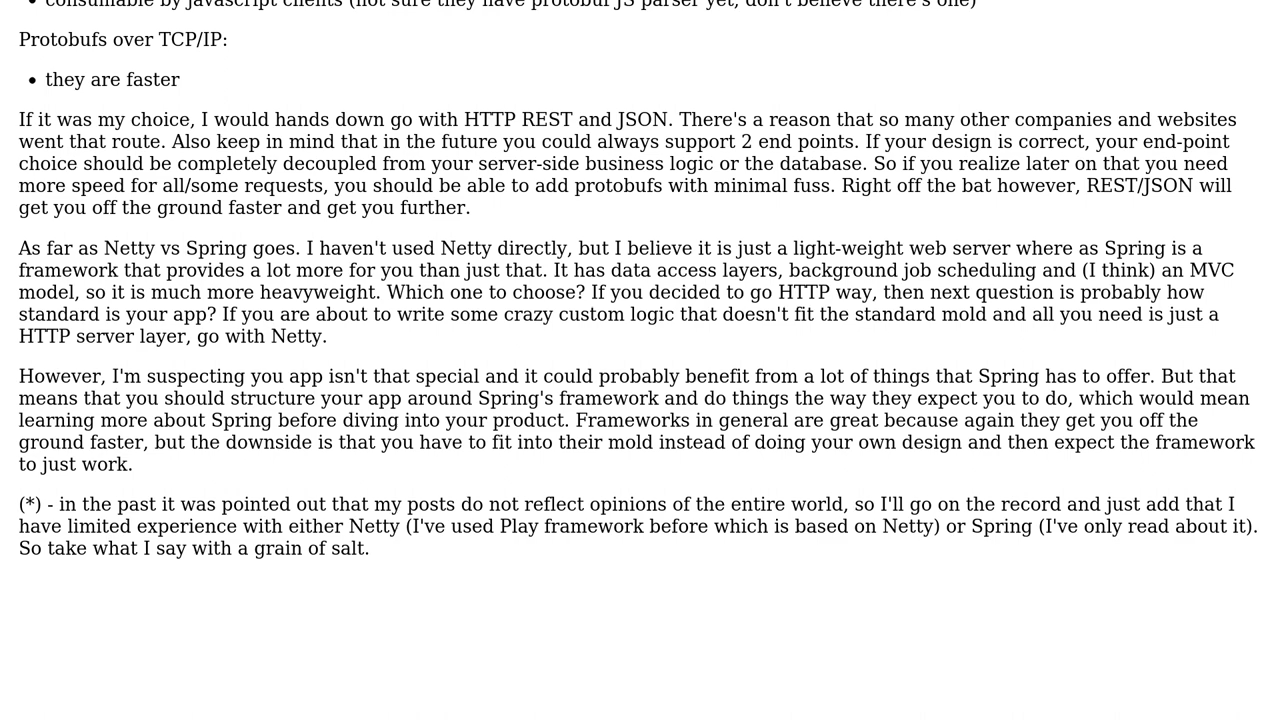 • consumable by javascript clients (not sure they have protobuf JS parser yet, don't believe there's one)
Protobufs over TCP/IP:
• they are faster
If it was my choice, I would hands down go with HTTP REST and JSON. There's a reason that so many other companies and websites
went that route. Also keep in mind that in the future you could always support 2 end points. If your design is correct, your end-point
choice should be completely decoupled from your server-side business logic or the database. So if you realize later on that you need
more speed for all/some requests, you should be able to add protobufs with minimal fuss. Right off the bat however, REST/JSON will
get you off the ground faster and get you further.
As far as Netty vs Spring goes. I haven't used Netty directly, but I believe it is just a light-weight web server where as Spring is a
framework that provides a lot more for you than just that. It has data access layers, background job scheduling and (I think) an MVC
model, so it is much more heavyweight. Which one to choose? If you decided to go HTTP way, then next question is probably how
standard is your app? If you are about to write some crazy custom logic that doesn't fit the standard mold and all you need is just a
HTTP server layer, go with Netty.
However, I'm suspecting you app isn't that special and it could probably benefit from a lot of things that Spring has to offer. But that
means that you should structure your app around Spring's framework and do things the way they expect you to do, which would mean
learning more about Spring before diving into your product. Frameworks in general are great because again they get you off the
ground faster, but the downside is that you have to fit into their mold instead of doing your own design and then expect the framework
to just work.
(*) - in the past it was pointed out that my posts do not reflect opinions of the entire world, so I'll go on the record and just add that I
have limited experience with either Netty (I've used Play framework before which is based on Netty) or Spring (I've only read about it).
So take what I say with a grain of salt.